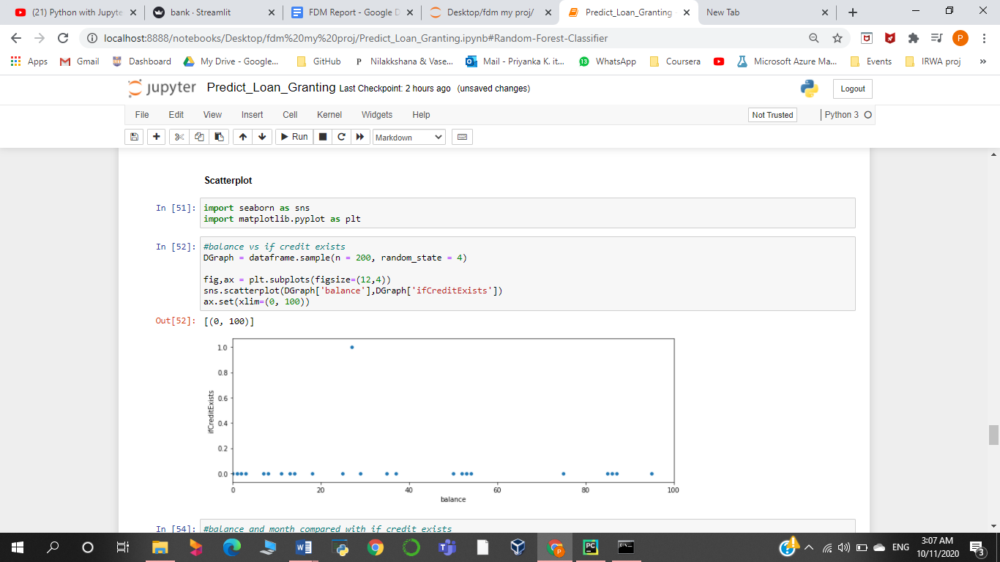 (21) Python with Jupyte
bank · Streamlit
FDM Report - Google D
Desktop/fdm my proj/
Predict_Loan_Granting
New Tab
localhost:8888/notebooks/Desktop/fdm%20my%20proj/Predict_Loan_Granting.ipynb#Random-Forest-Classifier
P
Apps
Gmail
Dashboard
My Drive - Google...
GitHub
P Nilakkshana & Vase...
Mail - Priyanka K. it...
13 WhatsApp
Coursera
Microsoft Azure Ma...
Events
IRWA proj
»
jupyter Predict_Loan_Granting Last Checkpoint: 2 hours ago (unsaved changes)
Logout
File Edit View Insert Cell Kernel Widgets Help
Not Trusted
Python 3
Run
Markdown
Scatterplot
In [51]: import seaborn as sns
import matplotlib.pyplot as plt
In [52]: #balance vs if credit exists
DGraph = dataframe.sample(n = 200, random_state = 4)
fig,ax = plt.subplots(figsize=(12,4))
sns.scatterplot(DGraph['balance'],DGraph['ifCreditExists'])
ax.set(xlim=(0, 100))
Out[52]: [(0, 100)]
1.0
0.8
0.6
0.4
0.2
0.0
ifCreditExists
0 20 40 60 80 100
balance
In [54]: #balance and month compared with if credit exists
W
PC
P
ENG
3:07 AM
10/11/2020
3